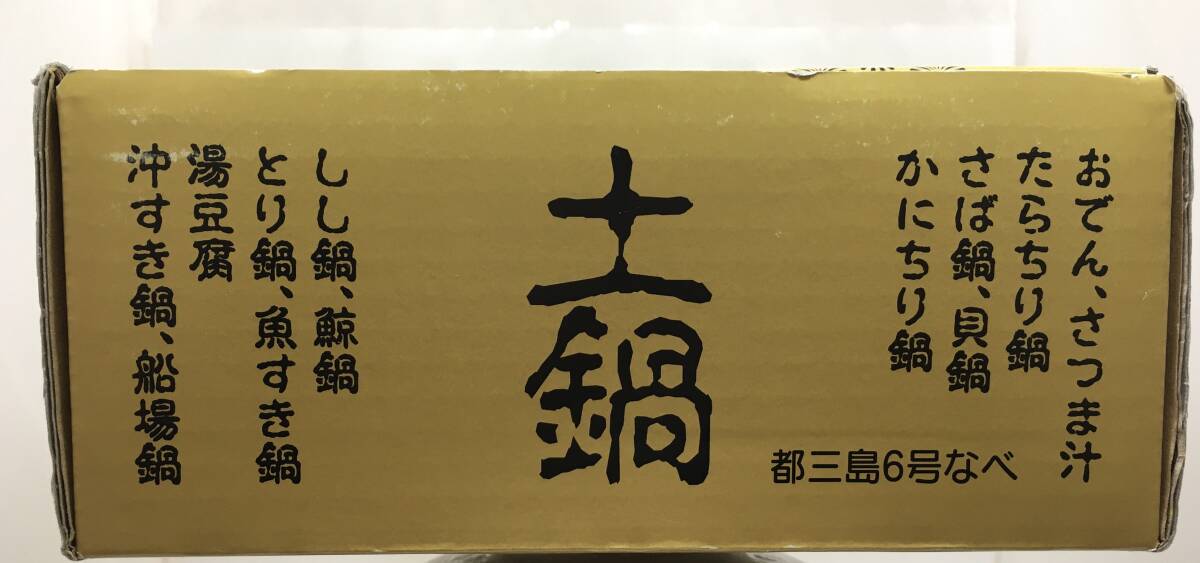 おでん、さつま汁
たらちり鍋
さば鍋、貝鍋
かにちり鍋
都三島6号なべ
土鍋
しし鍋、鯨鍋
とり鍋、魚すき鍋
湯豆腐
沖すき鍋、船場鍋